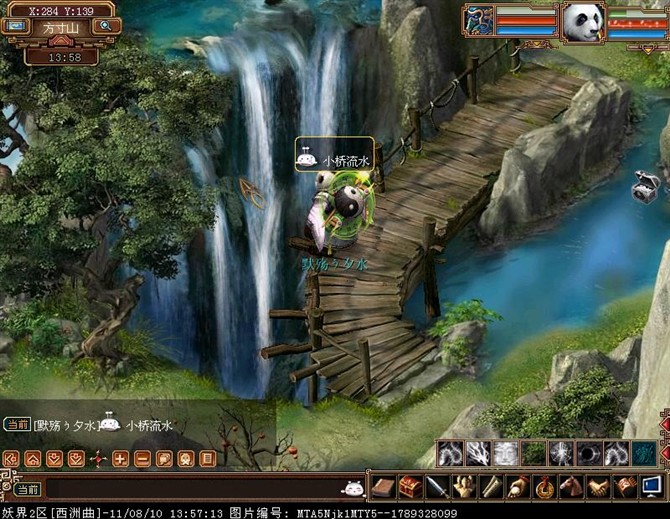 X:284 Y:139
方寸山
13:58
小桥流水
默殇ぅ夕水
当前 [默殇ぅ夕水] 小桥流水
当前
妖界2区[西洲曲]-11/08/10 13:57:13 图片编号: MTA5Njk1MTY5--1789328099